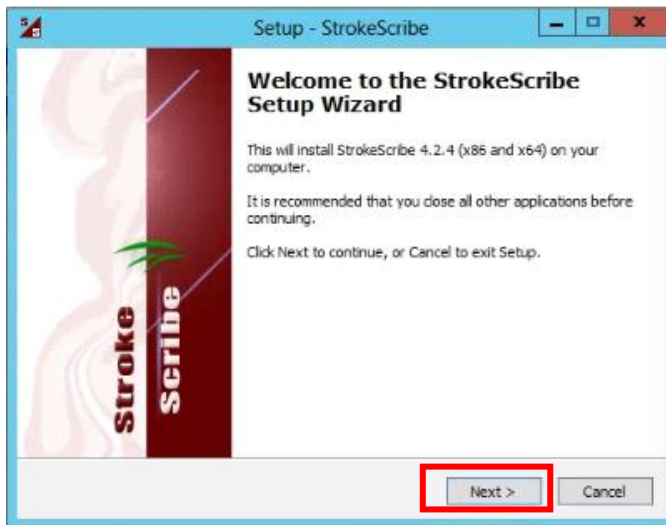 Setup - StrokeScribe
Welcome to the StrokeScribe
Setup Wizard
This will install StrokeScribe 4.2.4 (x86 and x64) on your
computer.
It is recommended that you close all other applications before
continuing.
Click Next to continue, or Cancel to exit Setup.
Stroke
Scribe
Next >
Cancel